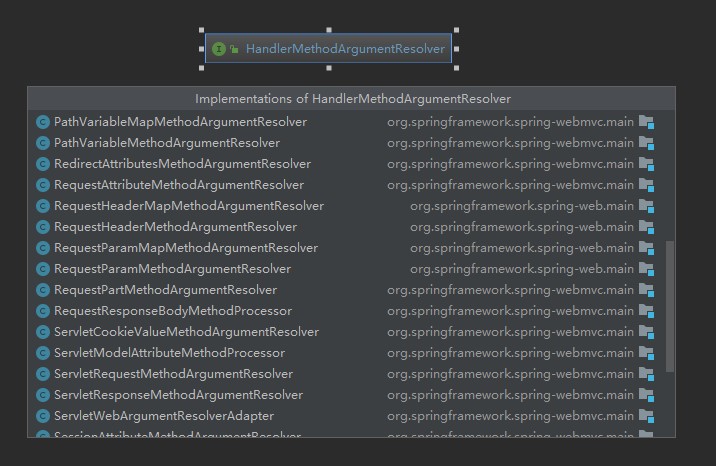 HandlerMethodArgumentResolver
Implementations of HandlerMethodArgumentResolver
PathVariableMapMethodArgumentResolver org.springframework.spring-webmvc.main
PathVariableMethodArgumentResolver org.springframework.spring-webmvc.main
RedirectAttributesMethodArgumentResolver org.springframework.spring-webmvc.main
RequestAttributeMethodArgumentResolver org.springframework.spring-webmvc.main
RequestHeaderMapMethodArgumentResolver org.springframework.spring-web.main
RequestHeaderMethodArgumentResolver org.springframework.spring-web.main
RequestParamMapMethodArgumentResolver org.springframework.spring-web.main
RequestParamMethodArgumentResolver org.springframework.spring-web.main
RequestPartMethodArgumentResolver org.springframework.spring-webmvc.main
RequestResponseBodyMethodProcessor org.springframework.spring-webmvc.main
ServletCookieValueMethodArgumentResolver org.springframework.spring-webmvc.main
ServletModelAttributeMethodProcessor org.springframework.spring-webmvc.main
ServletRequestMethodArgumentResolver org.springframework.spring-webmvc.main
ServletResponseMethodArgumentResolver org.springframework.spring-webmvc.main
ServletWebArgumentResolverAdapter org.springframework.spring-webmvc.main
SessionAttributeMethodArgumentResolver org.springframework.spring-webmvc.main